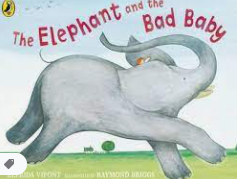 The Elephant and the
Bad Baby
VIPONT RAYMOND BRIGGS